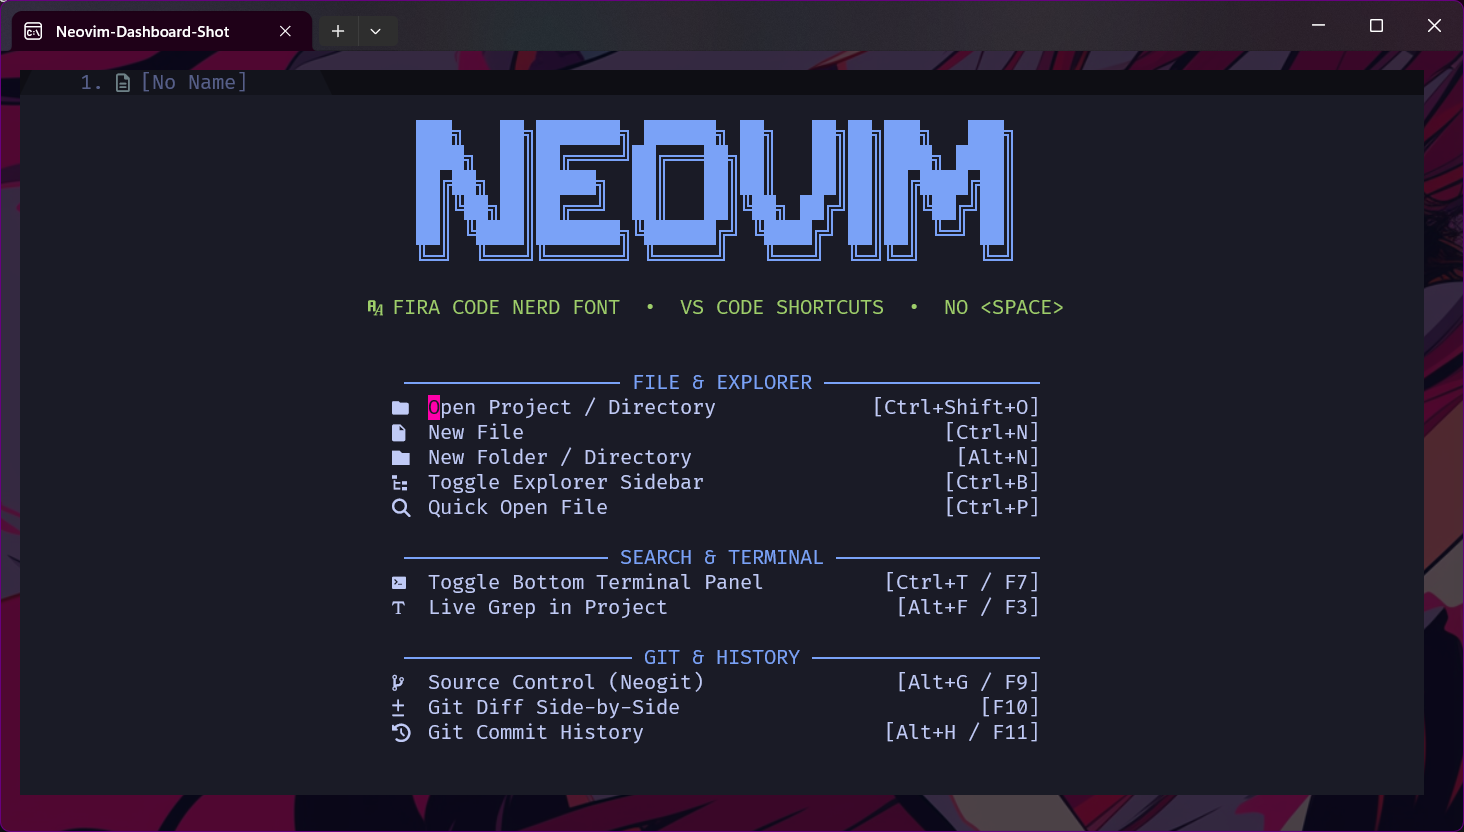 Neovim-Dashboard-Shot
1. [No Name]
NEOVIM
FIRA CODE NERD FONT • VS CODE SHORTCUTS • NO <SPACE>
FILE & EXPLORER
Open Project / Directory [Ctrl+Shift+O]
New File [Ctrl+N]
New Folder / Directory [Alt+N]
Toggle Explorer Sidebar [Ctrl+B]
Quick Open File [Ctrl+P]
SEARCH & TERMINAL
Toggle Bottom Terminal Panel [Ctrl+T / F7]
Live Grep in Project [Alt+F / F3]
GIT & HISTORY
Source Control (Neogit) [Alt+G / F9]
Git Diff Side-by-Side [F10]
Git Commit History [Alt+H / F11]